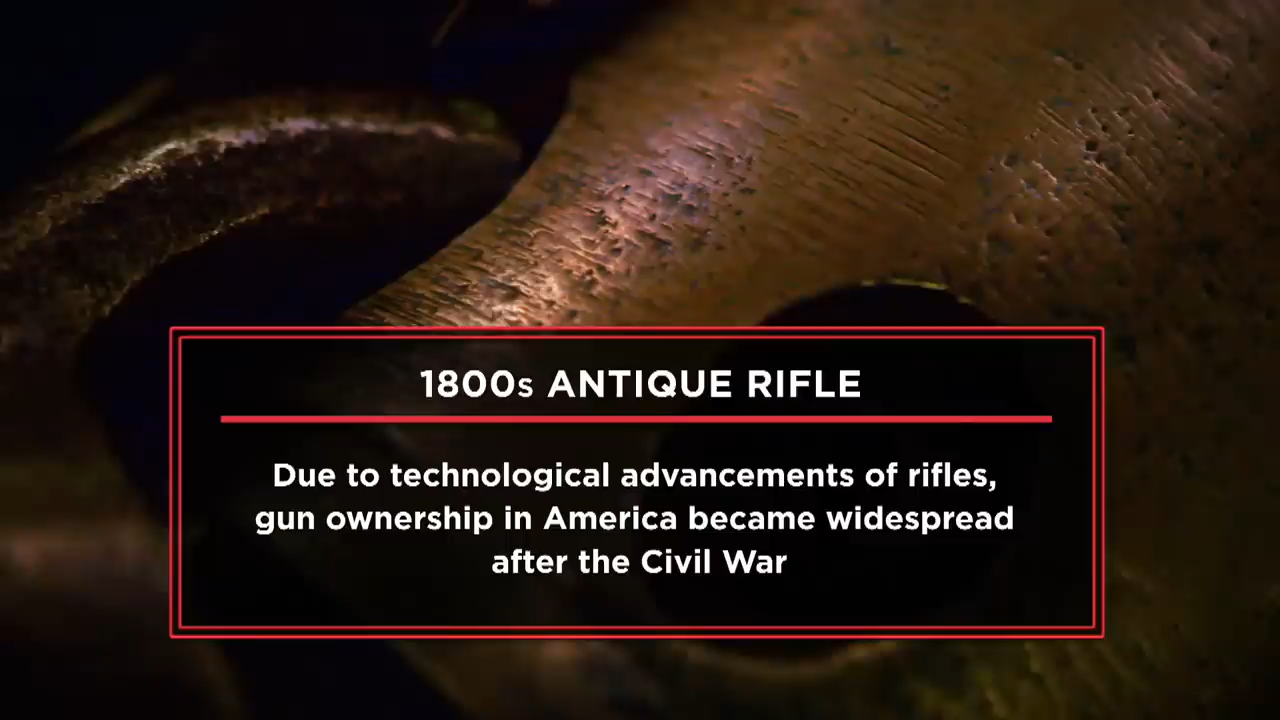 1800s ANTIQUE RIFLE
Due to technological advancements of rifles,
gun ownership in America became widespread
after the Civil War